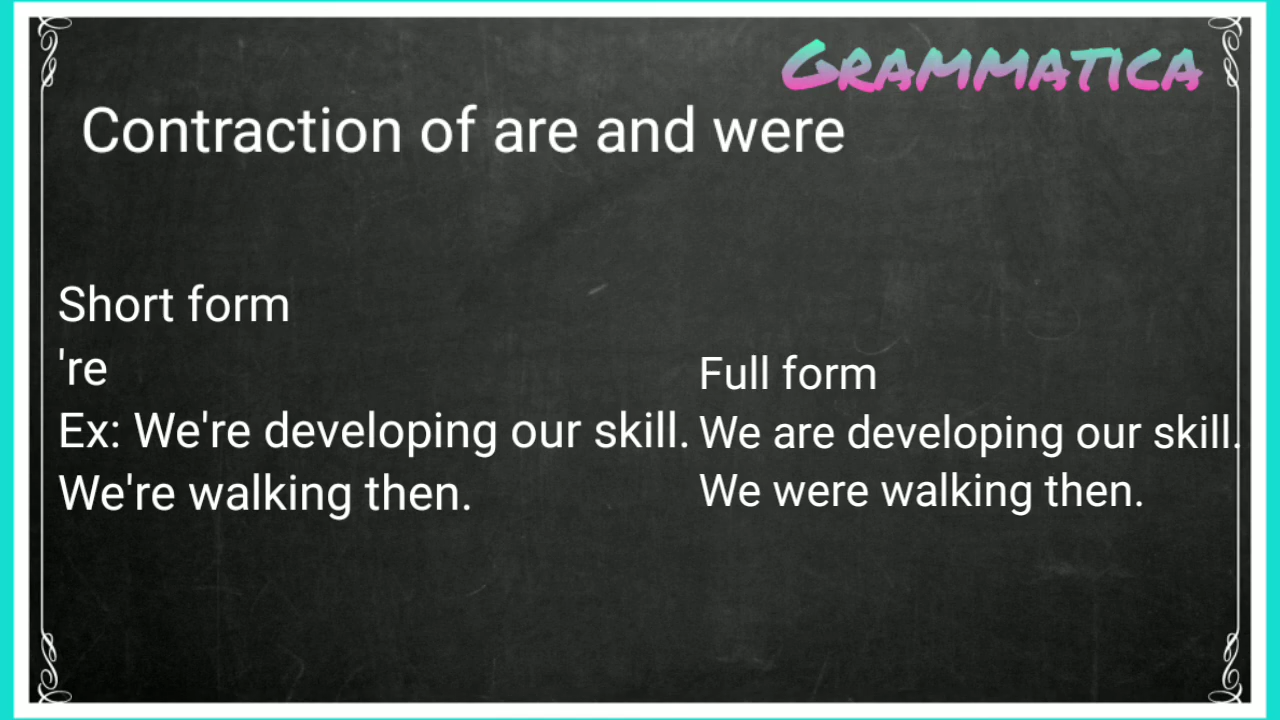 GRAMMATICA
Contraction of are and were
Short form
're
Ex: We're developing our skill.
We're walking then.
Full form
We are developing our skill.
We were walking then.